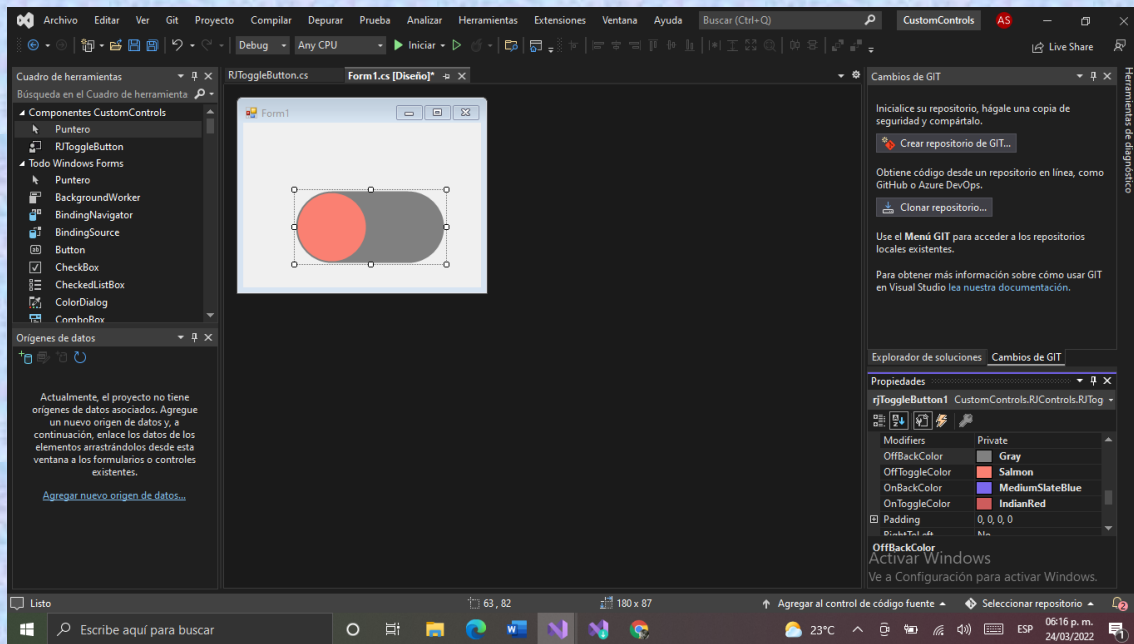 Archivo Editar Ver Git Proyecto Compilar Depurar Prueba Analizar Herramientas Extensiones Ventana Ayuda Buscar (Ctrl+Q) CustomControls AS
Debug Any CPU Iniciar Live Share
Cuadro de herramientas
Búsqueda en el Cuadro de herramienta
Componentes CustomControls
Puntero
RJToggleButton
Todo Windows Forms
Puntero
BackgroundWorker
BindingNavigator
BindingSource
Button
CheckBox
CheckedListBox
ColorDialog
ComboBox
Orígenes de datos
Actualmente, el proyecto no tiene
orígenes de datos asociados. Agregue
un nuevo origen de datos y, a
continuación, enlace los datos de los
elementos arrastrándolos desde esta
ventana a los formularios o controles
existentes.
Agregar nuevo origen de datos...
RJToggleButton.cs Form1.cs [Diseño]*
Form1
Cambios de GIT
Inicialice su repositorio, hágale una copia de
seguridad y compártalo.
Crear repositorio de GIT...
Obtiene código desde un repositorio en línea, como
GitHub o Azure DevOps.
Clonar repositorio...
Use el Menú GIT para acceder a los repositorios
locales existentes.
Para obtener más información sobre cómo usar GIT
en Visual Studio lea nuestra documentación.
Explorador de soluciones Cambios de GIT
Herramientas de diagnóstico
Propiedades
rjToggleButton1 CustomControls.RJControls.RJTog
Modifiers Private
OffBackColor Gray
OffToggleColor Salmon
OnBackColor MediumSlateBlue
OnToggleColor IndianRed
Padding 0, 0, 0, 0
RightToLeft No
OffBackColor
Activar Windows
Ve a Configuración para activar Windows.
Listo 63 , 82 180 x 87 Agregar al control de código fuente Seleccionar repositorio 2
Escribe aquí para buscar 23°C ESP 06:16 p. m.
24/03/2022 1